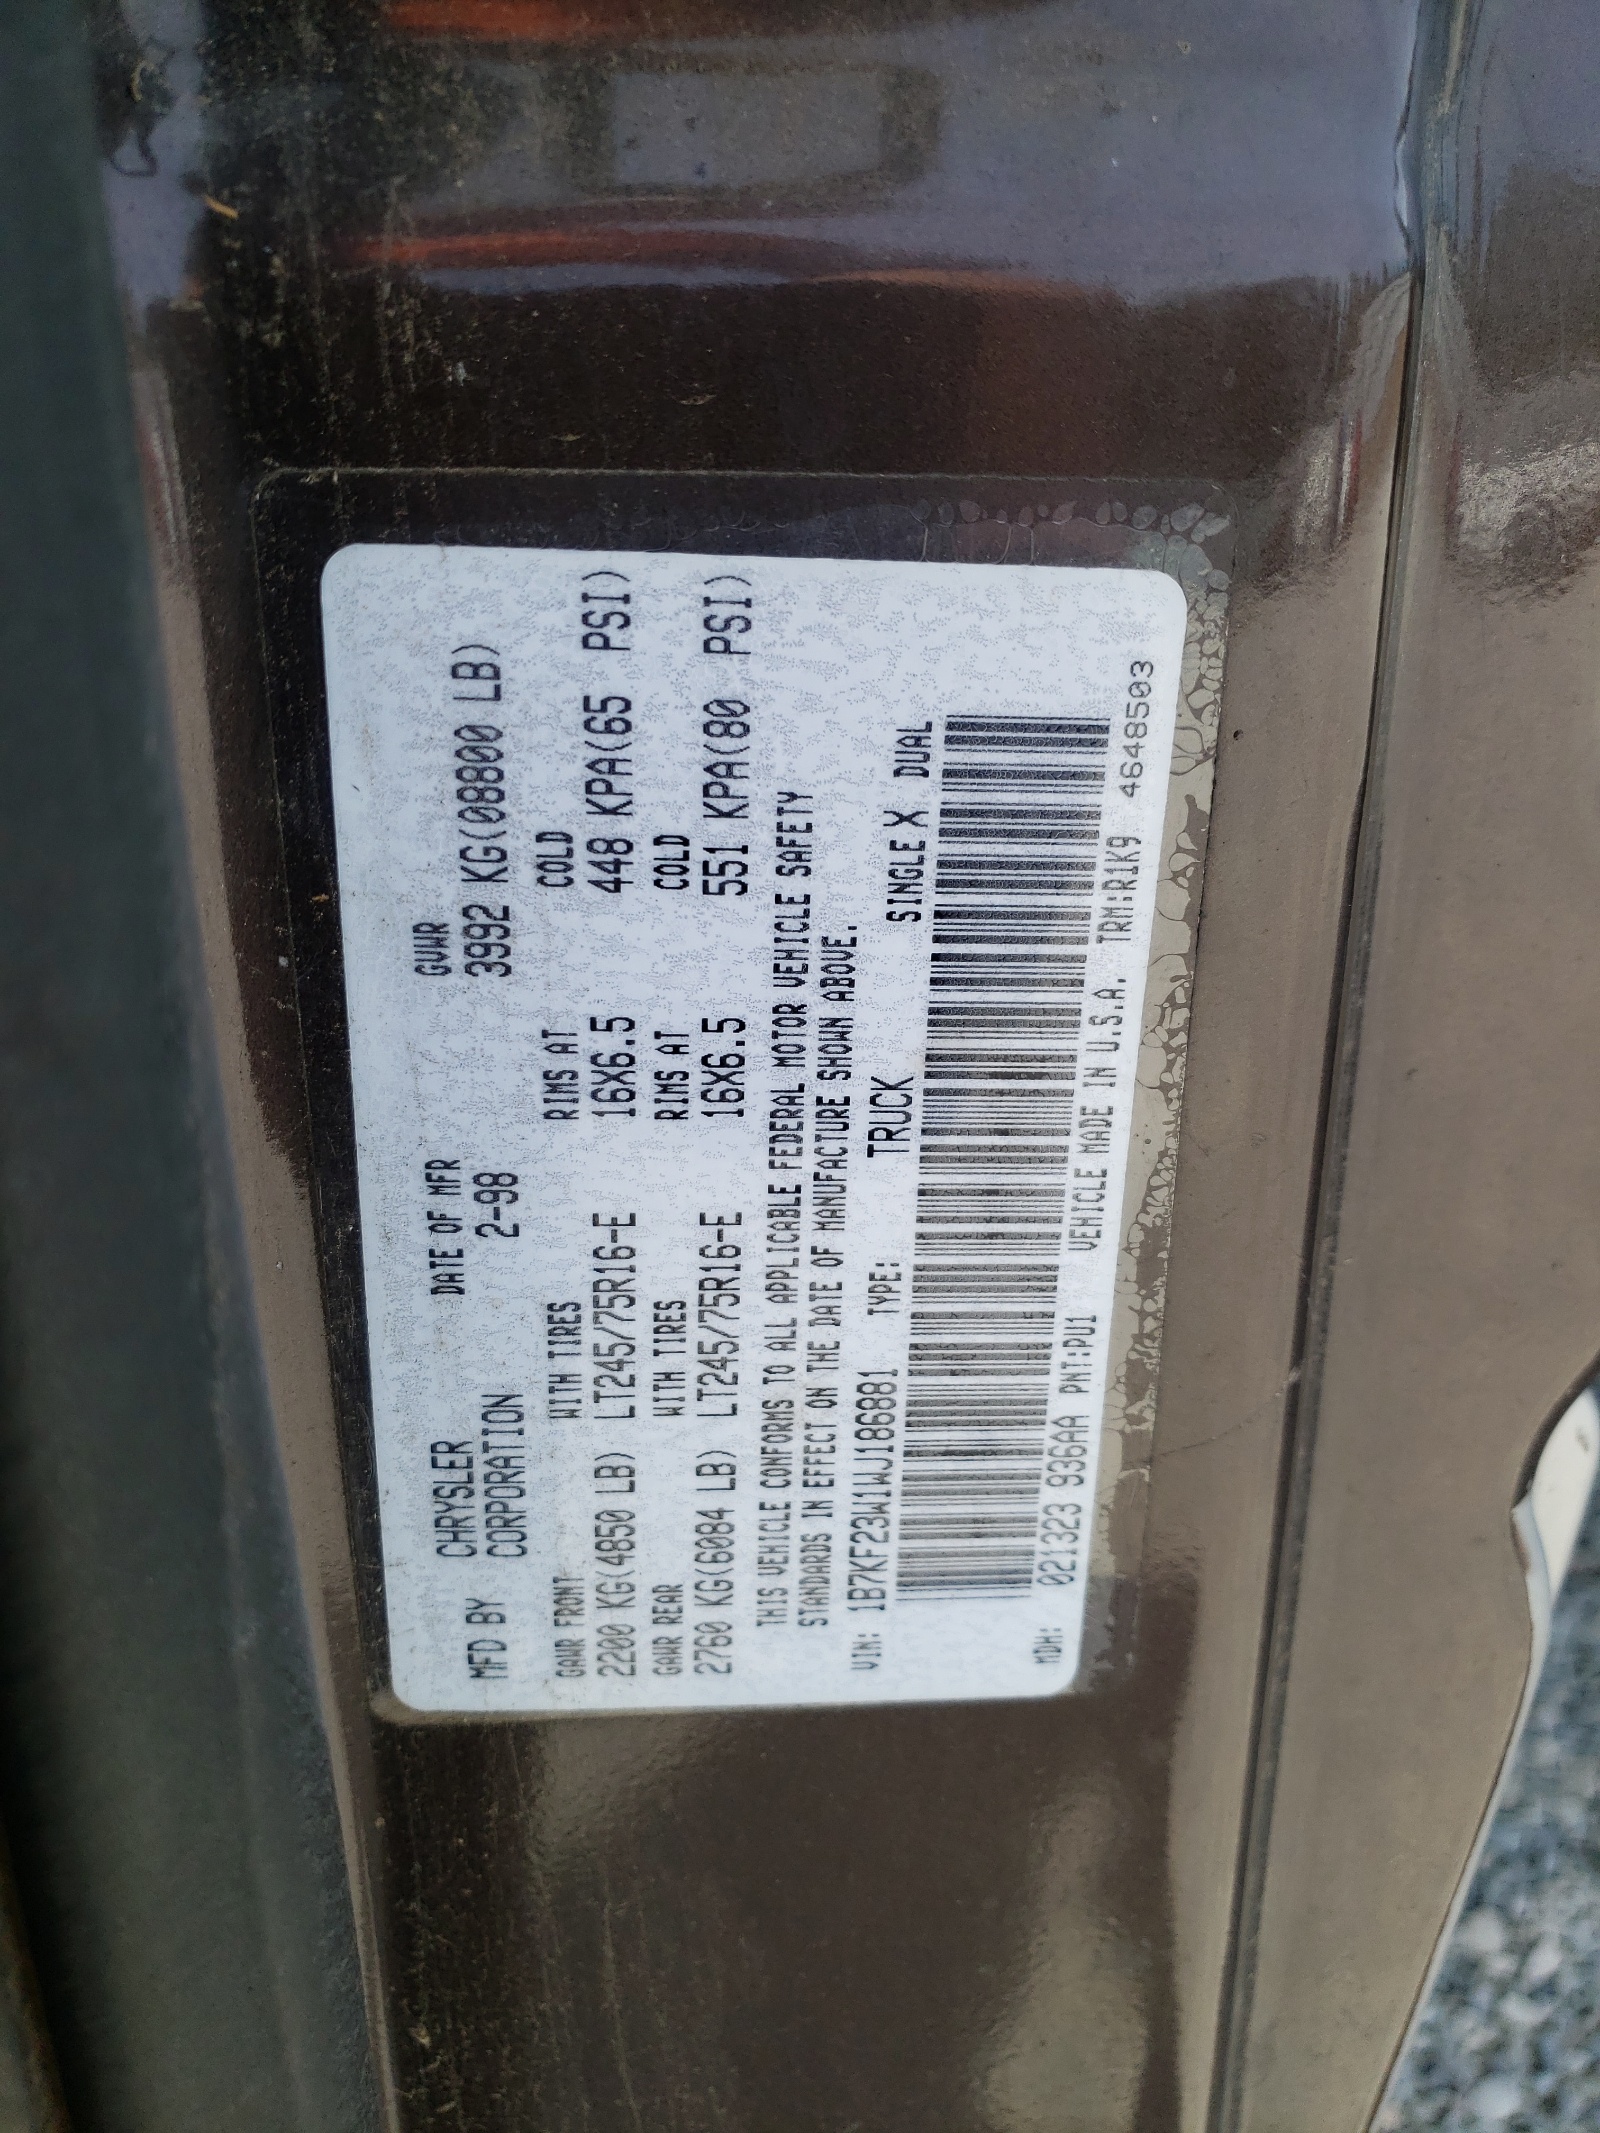 MFD BY CHRYSLER CORPORATION DATE OF MFR 2-98 GVWR 3992 KG(08800 LB)
GAWR FRONT WITH TIRES RIMS AT COLD
2200 KG(4850 LB) LT245/75R16-E 16X6.5 448 KPA(65 PSI)
GAWR REAR WITH TIRES RIMS AT COLD
2760 KG(6084 LB) LT245/75R16-E 16X6.5 551 KPA(80 PSI)
THIS VEHICLE CONFORMS TO ALL APPLICABLE FEDERAL MOTOR VEHICLE SAFETY
STANDARDS IN EFFECT ON THE DATE OF MANUFACTURE SHOWN ABOVE.
VIN: 1B7KF23W1WJ186881 TYPE: TRUCK SINGLE X DUAL
MDH: 021323 936AA PNT:PU1 VEHICLE MADE IN U.S.A. TRM:R1K9 4648503